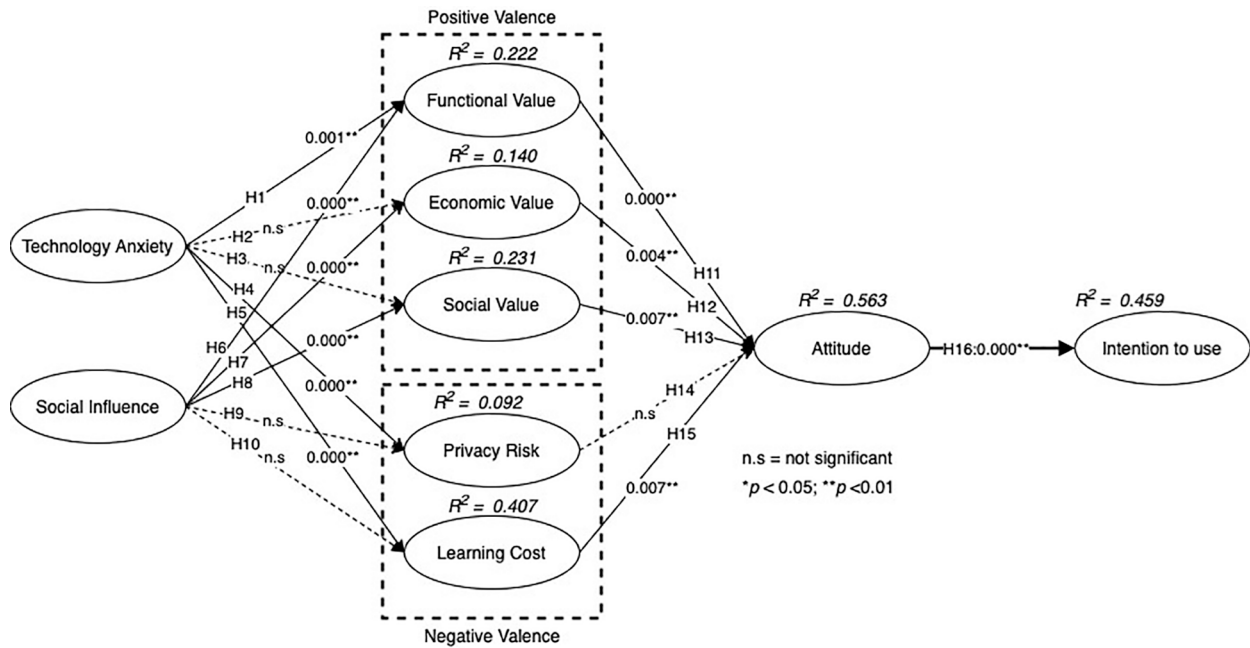 Positive Valence
R² = 0.222
Functional Value
0.001**
R² = 0.140
H1
0.000**
Economic Value
0.000**
H2
n.s
Technology Anxiety
H3
n.s
0.000**
R² = 0.231
0.004**
H11
H4
Social Value
H12
H5
0.007**
R² = 0.563
R² = 0.459
H13
H6
0.000**
Attitude
H16:0.000**
Intention to use
H7
H8
0.000**
R² = 0.092
H14
Social Influence
H9
n.s
n.s
H10
H15
n.s
0.000**
Privacy Risk
n.s = not significant
0.007**
*p < 0.05; **p <0.01
R² = 0.407
Learning Cost
Negative Valence